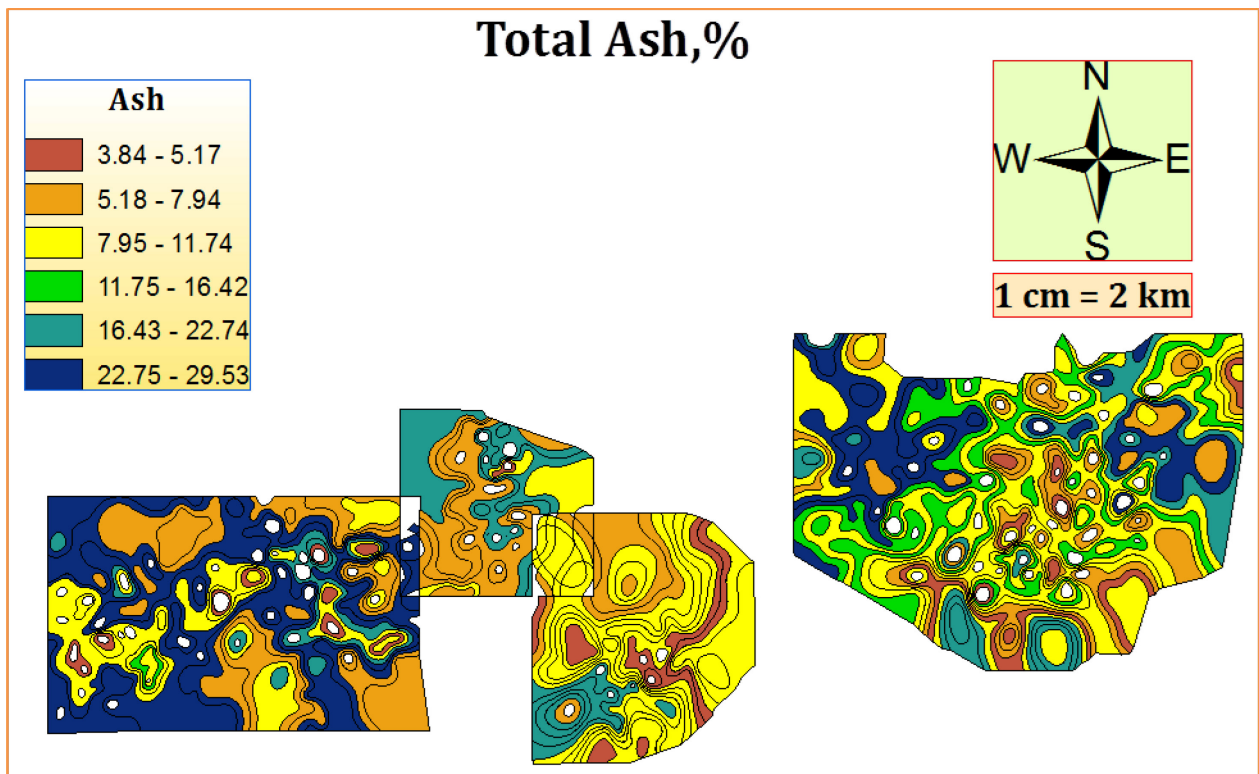 Total Ash,%
Ash
3.84 - 5.17
5.18 - 7.94
7.95 - 11.74
11.75 - 16.42
16.43 - 22.74
22.75 - 29.53
N
W E
S
1 cm = 2 km